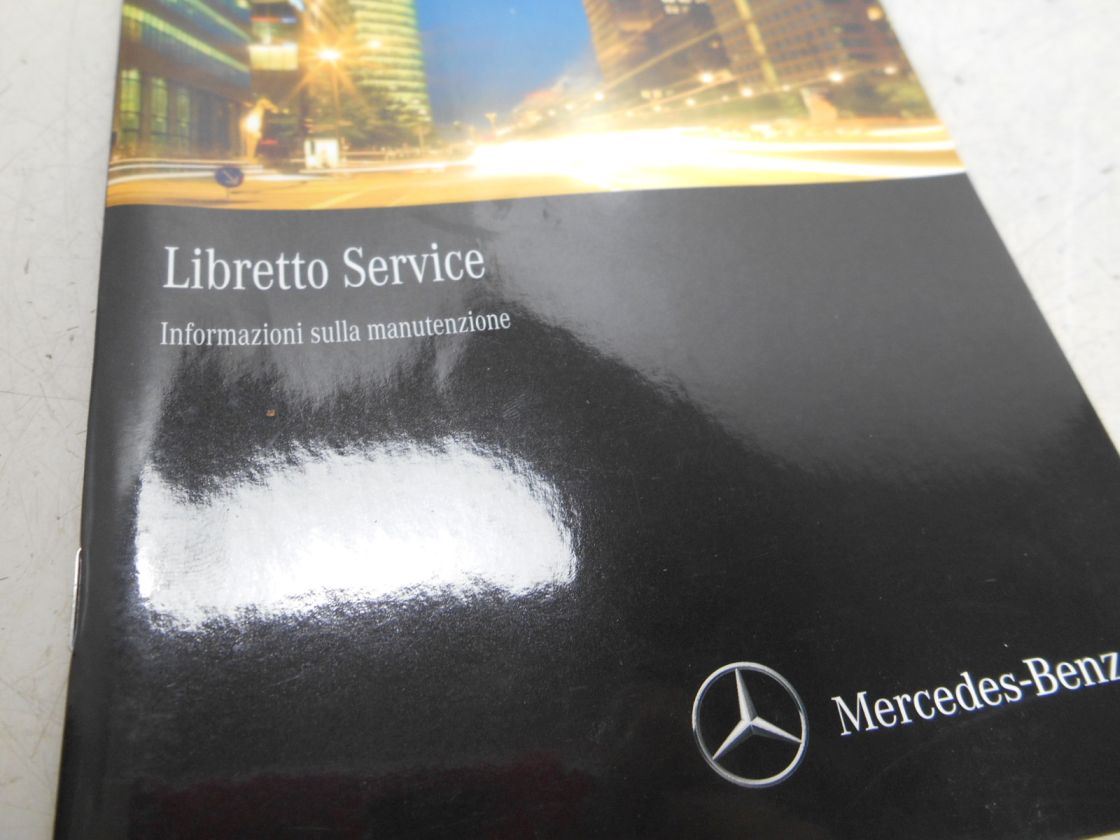 Libretto Service
Informazioni sulla manutenzione
Mercedes-Benz